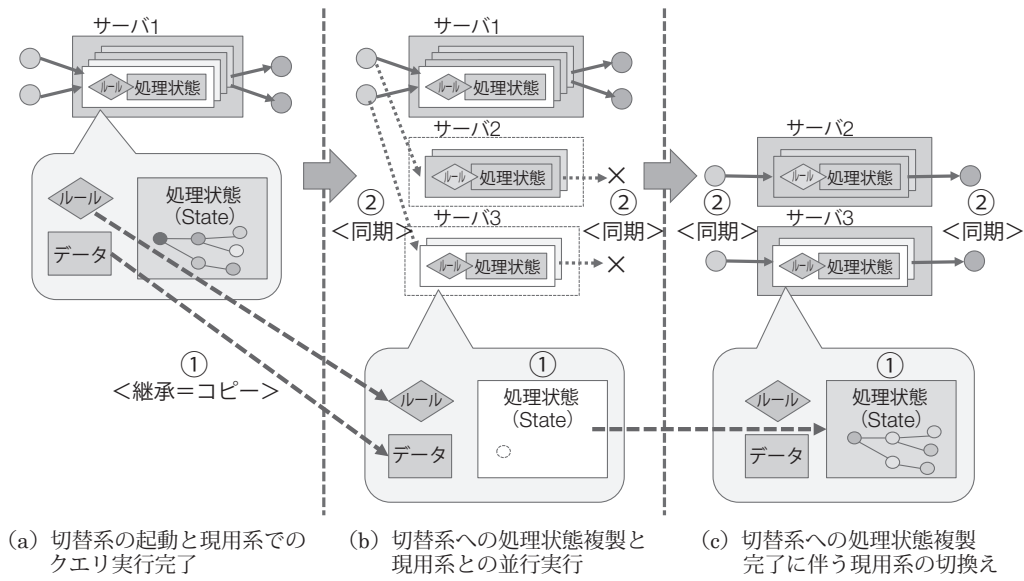 サーバ1
ルール 処理状態
ルール
処理状態
(State)
データ
①
<継承=コピー>
(a) 切替系の起動と現用系での
クエリ実行完了
サーバ1
ルール 処理状態
サーバ2
ルール 処理状態
×
②
<同期>
②
<同期>
サーバ3
ルール 処理状態
×
①
ルール
処理状態
(State)
データ
(b) 切替系への処理状態複製と
現用系との並行実行
サーバ2
ルール 処理状態
②
<同期>
②
<同期>
サーバ3
ルール 処理状態
①
ルール
処理状態
(State)
データ
(c) 切替系への処理状態複製
完了に伴う現用系の切換え